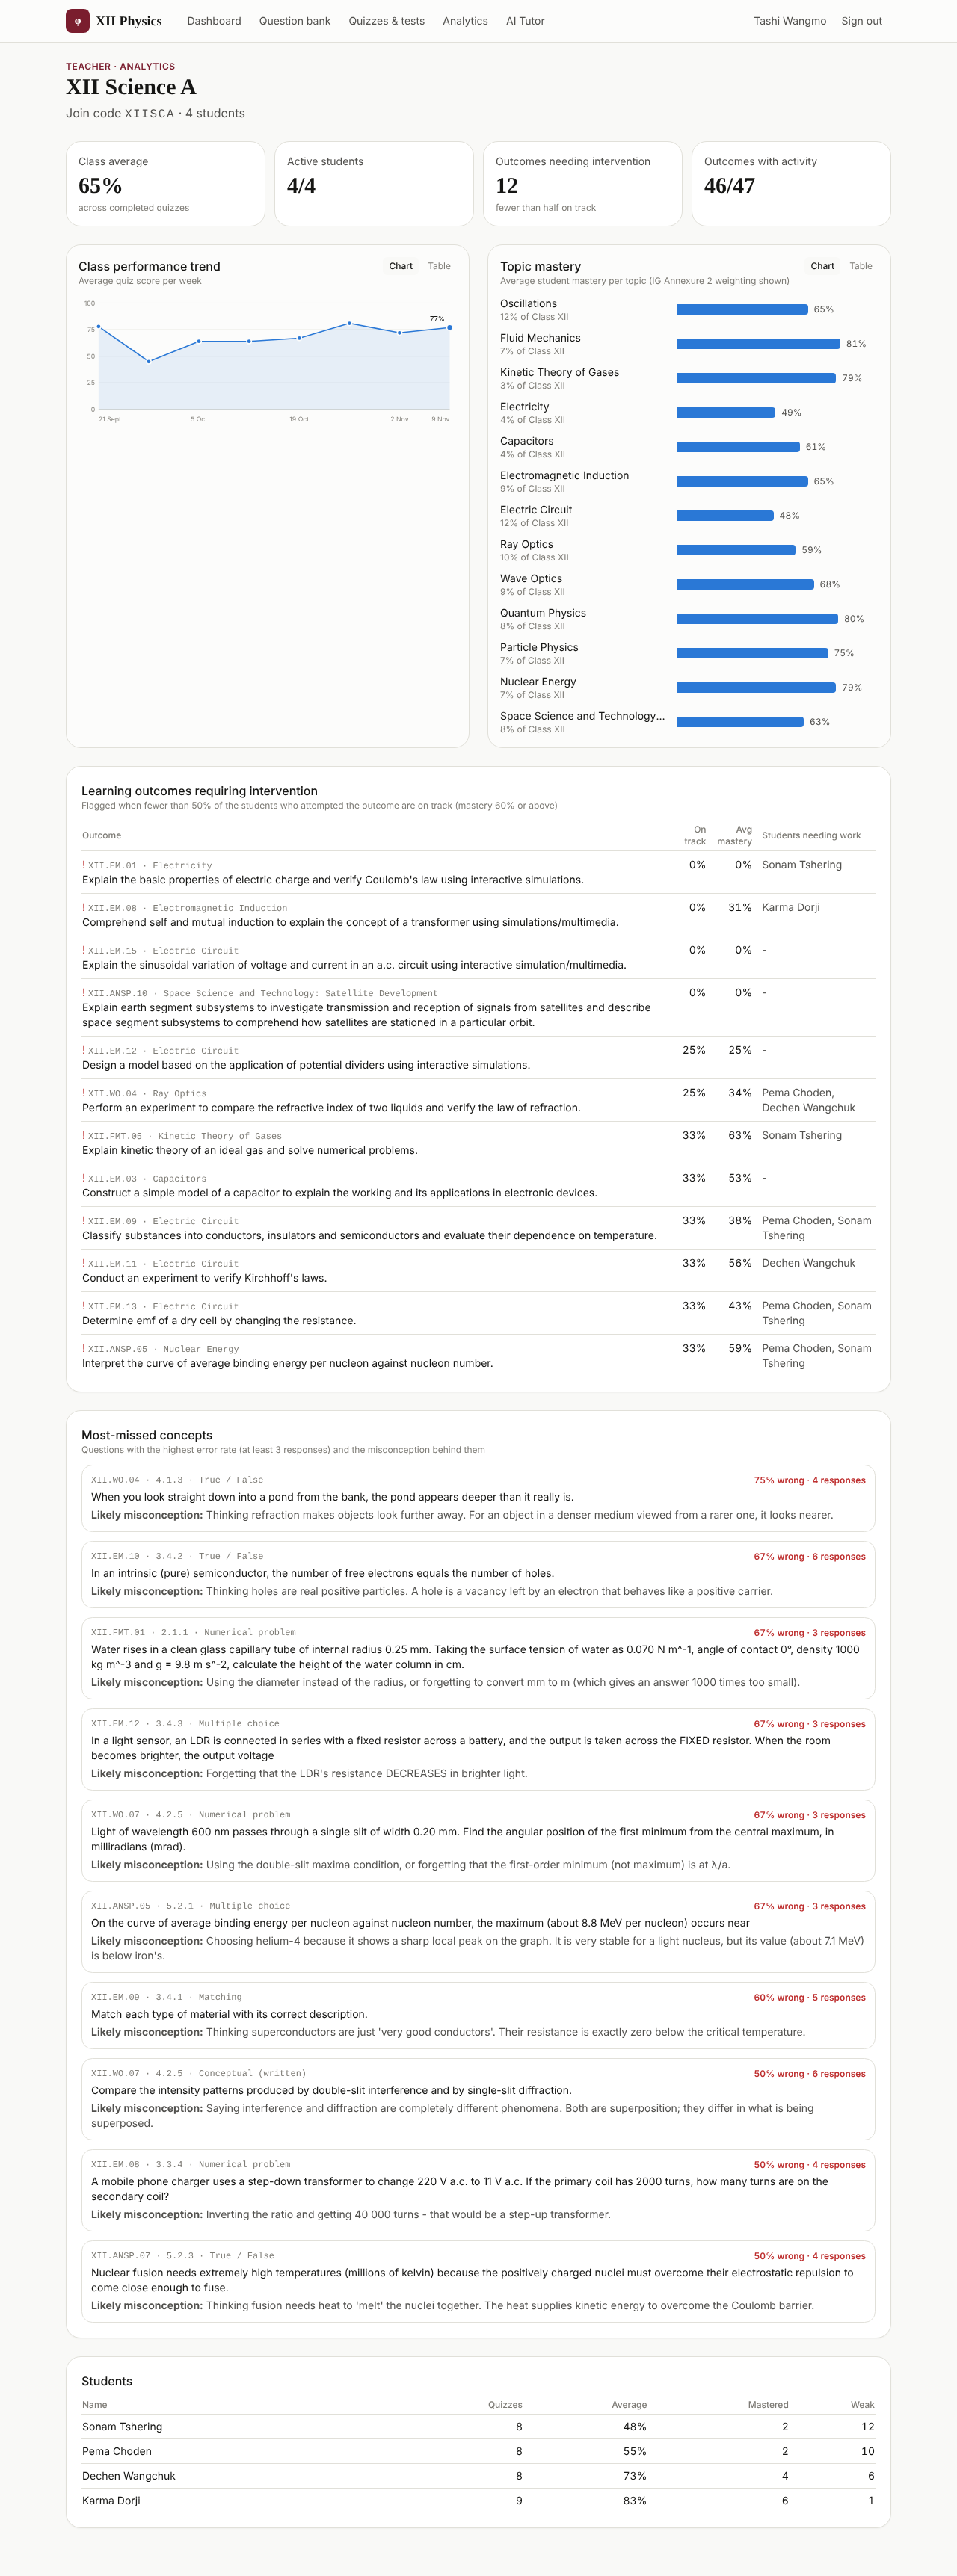 φ XII Physics Dashboard Question bank Quizzes & tests Analytics AI Tutor Tashi Wangmo Sign out
TEACHER · ANALYTICS
XII Science A
Join code XIISCA · 4 students
Class average
65%
across completed quizzes
Active students
4/4
Outcomes needing intervention
12
fewer than half on track
Outcomes with activity
46/47
Class performance trend Chart Table
Average quiz score per week
100
75
50
25
0
77%
21 Sept 5 Oct 19 Oct 2 Nov 9 Nov
Topic mastery Chart Table
Average student mastery per topic (IG Annexure 2 weighting shown)
Oscillations
12% of Class XII
65%
Fluid Mechanics
7% of Class XII
81%
Kinetic Theory of Gases
3% of Class XII
79%
Electricity
4% of Class XII
49%
Capacitors
4% of Class XII
61%
Electromagnetic Induction
9% of Class XII
65%
Electric Circuit
12% of Class XII
48%
Ray Optics
10% of Class XII
59%
Wave Optics
9% of Class XII
68%
Quantum Physics
8% of Class XII
80%
Particle Physics
7% of Class XII
75%
Nuclear Energy
7% of Class XII
79%
Space Science and Technology...
8% of Class XII
63%
Learning outcomes requiring intervention
Flagged when fewer than 50% of the students who attempted the outcome are on track (mastery 60% or above)
Outcome On track Avg mastery Students needing work
! XII.EM.01 · Electricity 0% 0% Sonam Tshering
Explain the basic properties of electric charge and verify Coulomb's law using interactive simulations.
! XII.EM.08 · Electromagnetic Induction 0% 31% Karma Dorji
Comprehend self and mutual induction to explain the concept of a transformer using simulations/multimedia.
! XII.EM.15 · Electric Circuit 0% 0% -
Explain the sinusoidal variation of voltage and current in an a.c. circuit using interactive simulation/multimedia.
! XII.ANSP.10 · Space Science and Technology: Satellite Development 0% 0% -
Explain earth segment subsystems to investigate transmission and reception of signals from satellites and describe
space segment subsystems to comprehend how satellites are stationed in a particular orbit.
! XII.EM.12 · Electric Circuit 25% 25% -
Design a model based on the application of potential dividers using interactive simulations.
! XII.WO.04 · Ray Optics 25% 34% Pema Choden,
Perform an experiment to compare the refractive index of two liquids and verify the law of refraction. Dechen Wangchuk
! XII.FMT.05 · Kinetic Theory of Gases 33% 63% Sonam Tshering
Explain kinetic theory of an ideal gas and solve numerical problems.
! XII.EM.03 · Capacitors 33% 53% -
Construct a simple model of a capacitor to explain the working and its applications in electronic devices.
! XII.EM.09 · Electric Circuit 33% 38% Pema Choden, Sonam
Classify substances into conductors, insulators and semiconductors and evaluate their dependence on temperature. Tshering
! XII.EM.11 · Electric Circuit 33% 56% Dechen Wangchuk
Conduct an experiment to verify Kirchhoff's laws.
! XII.EM.13 · Electric Circuit 33% 43% Pema Choden, Sonam
Determine emf of a dry cell by changing the resistance. Tshering
! XII.ANSP.05 · Nuclear Energy 33% 59% Pema Choden, Sonam
Interpret the curve of average binding energy per nucleon against nucleon number. Tshering
Most-missed concepts
Questions with the highest error rate (at least 3 responses) and the misconception behind them
XII.WO.04 · 4.1.3 · True / False 75% wrong · 4 responses
When you look straight down into a pond from the bank, the pond appears deeper than it really is.
Likely misconception: Thinking refraction makes objects look further away. For an object in a denser medium viewed from a rarer one, it looks nearer.
XII.EM.10 · 3.4.2 · True / False 67% wrong · 6 responses
In an intrinsic (pure) semiconductor, the number of free electrons equals the number of holes.
Likely misconception: Thinking holes are real positive particles. A hole is a vacancy left by an electron that behaves like a positive carrier.
XII.FMT.01 · 2.1.1 · Numerical problem 67% wrong · 3 responses
Water rises in a clean glass capillary tube of internal radius 0.25 mm. Taking the surface tension of water as 0.070 N m^-1, angle of contact 0°, density 1000
kg m^-3 and g = 9.8 m s^-2, calculate the height of the water column in cm.
Likely misconception: Using the diameter instead of the radius, or forgetting to convert mm to m (which gives an answer 1000 times too small).
XII.EM.12 · 3.4.3 · Multiple choice 67% wrong · 3 responses
In a light sensor, an LDR is connected in series with a fixed resistor across a battery, and the output is taken across the FIXED resistor. When the room
becomes brighter, the output voltage
Likely misconception: Forgetting that the LDR's resistance DECREASES in brighter light.
XII.WO.07 · 4.2.5 · Numerical problem 67% wrong · 3 responses
Light of wavelength 600 nm passes through a single slit of width 0.20 mm. Find the angular position of the first minimum from the central maximum, in
milliradians (mrad).
Likely misconception: Using the double-slit maxima condition, or forgetting that the first-order minimum (not maximum) is at λ/a.
XII.ANSP.05 · 5.2.1 · Multiple choice 67% wrong · 3 responses
On the curve of average binding energy per nucleon against nucleon number, the maximum (about 8.8 MeV per nucleon) occurs near
Likely misconception: Choosing helium-4 because it shows a sharp local peak on the graph. It is very stable for a light nucleus, but its value (about 7.1 MeV)
is below iron's.
XII.EM.09 · 3.4.1 · Matching 60% wrong · 5 responses
Match each type of material with its correct description.
Likely misconception: Thinking superconductors are just 'very good conductors'. Their resistance is exactly zero below the critical temperature.
XII.WO.07 · 4.2.5 · Conceptual (written) 50% wrong · 6 responses
Compare the intensity patterns produced by double-slit interference and by single-slit diffraction.
Likely misconception: Saying interference and diffraction are completely different phenomena. Both are superposition; they differ in what is being
superposed.
XII.EM.08 · 3.3.4 · Numerical problem 50% wrong · 4 responses
A mobile phone charger uses a step-down transformer to change 220 V a.c. to 11 V a.c. If the primary coil has 2000 turns, how many turns are on the
secondary coil?
Likely misconception: Inverting the ratio and getting 40 000 turns - that would be a step-up transformer.
XII.ANSP.07 · 5.2.3 · True / False 50% wrong · 4 responses
Nuclear fusion needs extremely high temperatures (millions of kelvin) because the positively charged nuclei must overcome their electrostatic repulsion to
come close enough to fuse.
Likely misconception: Thinking fusion needs heat to 'melt' the nuclei together. The heat supplies kinetic energy to overcome the Coulomb barrier.
Students
Name Quizzes Average Mastered Weak
Sonam Tshering 8 48% 2 12
Pema Choden 8 55% 2 10
Dechen Wangchuk 8 73% 4 6
Karma Dorji 9 83% 6 1